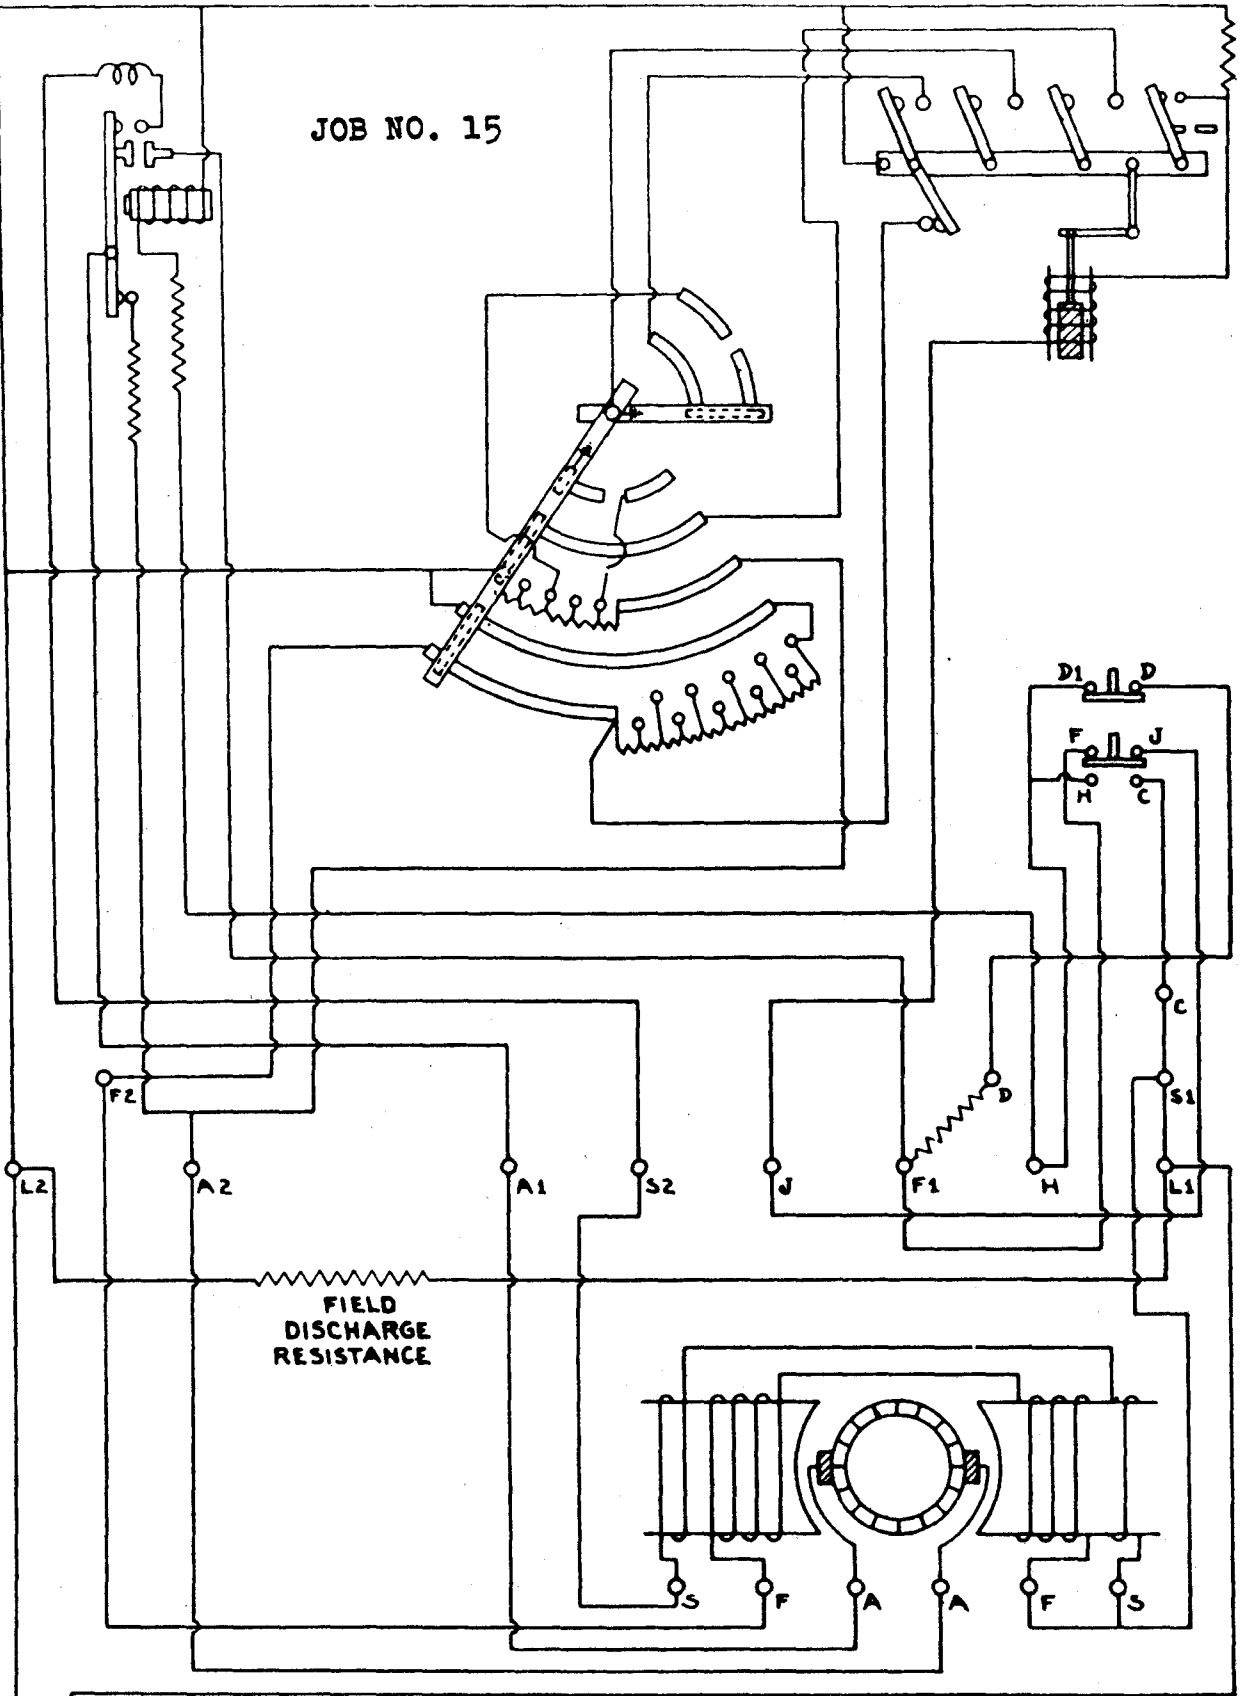 JOB NO. 15
D1 D
F J
H C
C
F2 D S1
L2 A2 A1 S2 J F1 H L1
FIELD
DISCHARGE
RESISTANCE
S F A A F S